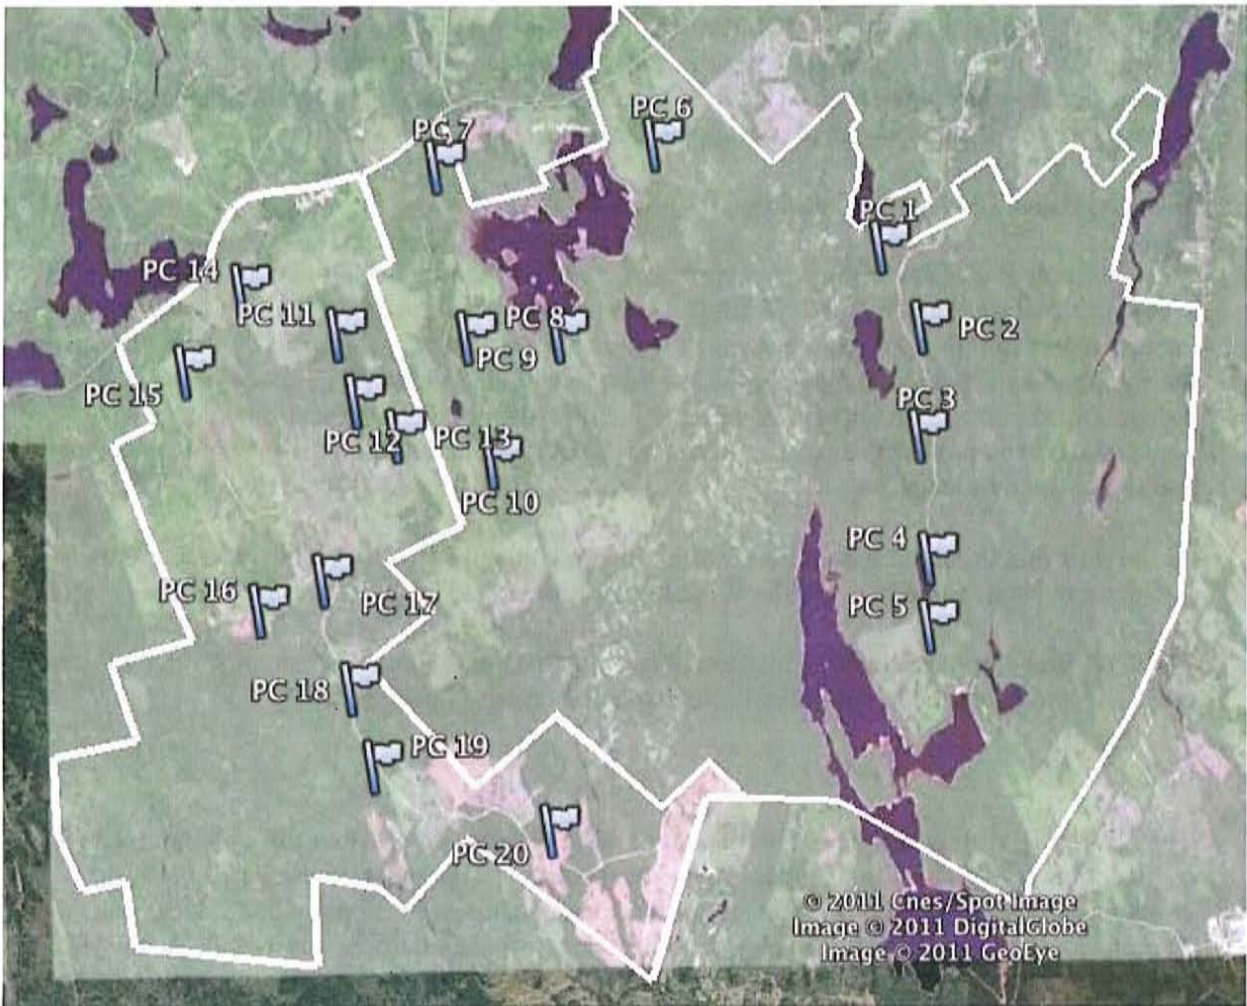 PC 6
PC 7
PC 1
PC 14
PC 11
PC 8
PC 2
PC 9
PC 15
PC 3
PC 12
PC 13
PC 10
PC 4
PC 16
PC 17
PC 5
PC 18
PC 19
PC 20
© 2011 Cnes/Spot Image
Image © 2011 DigitalGlobe
Image © 2011 GeoEye